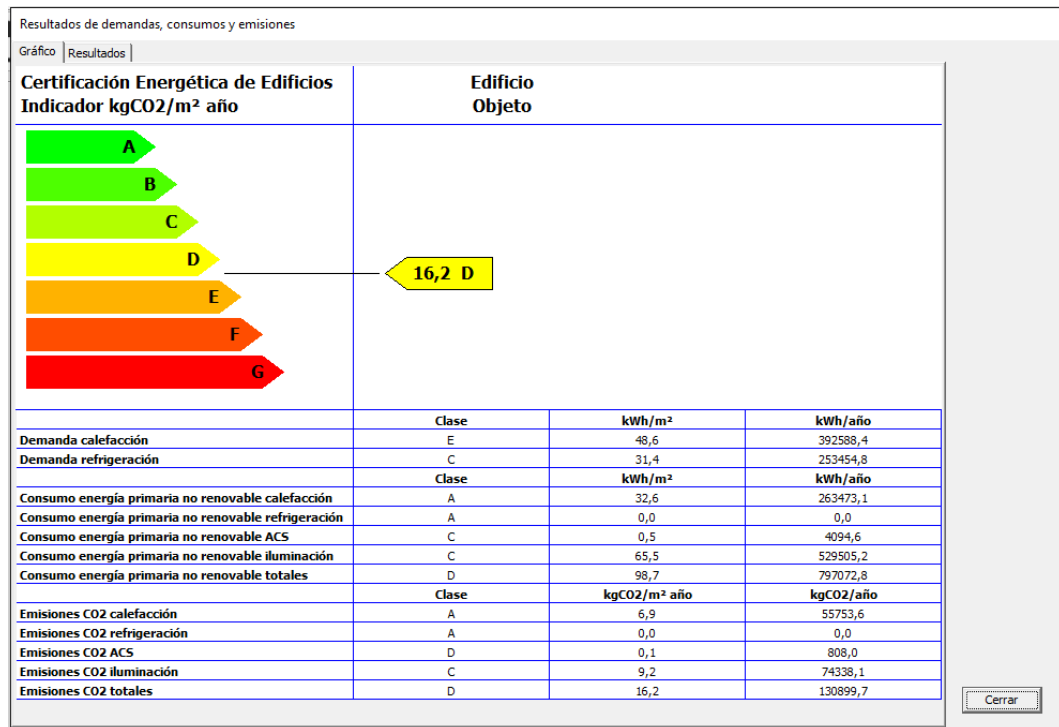 Resultados de demandas, consumos y emisiones
Gráfico Resultados
Certificación Energética de Edificios
Indicador kgCO2/m² año
Edificio
Objeto
A
B
C
D
16,2 D
E
F
G
Clase kWh/m² kWh/año
Demanda calefacción E 48,6 392588,4
Demanda refrigeración C 31,4 253454,8
Clase kWh/m² kWh/año
Consumo energía primaria no renovable calefacción A 32,6 263473,1
Consumo energía primaria no renovable refrigeración A 0,0 0,0
Consumo energía primaria no renovable ACS C 0,5 4094,6
Consumo energía primaria no renovable iluminación C 65,5 529505,2
Consumo energía primaria no renovable totales D 98,7 797072,8
Clase kgCO2/m² año kgCO2/año
Emisiones CO2 calefacción A 6,9 55753,6
Emisiones CO2 refrigeración A 0,0 0,0
Emisiones CO2 ACS D 0,1 808,0
Emisiones CO2 iluminación C 9,2 74338,1
Emisiones CO2 totales D 16,2 130899,7
Cerrar